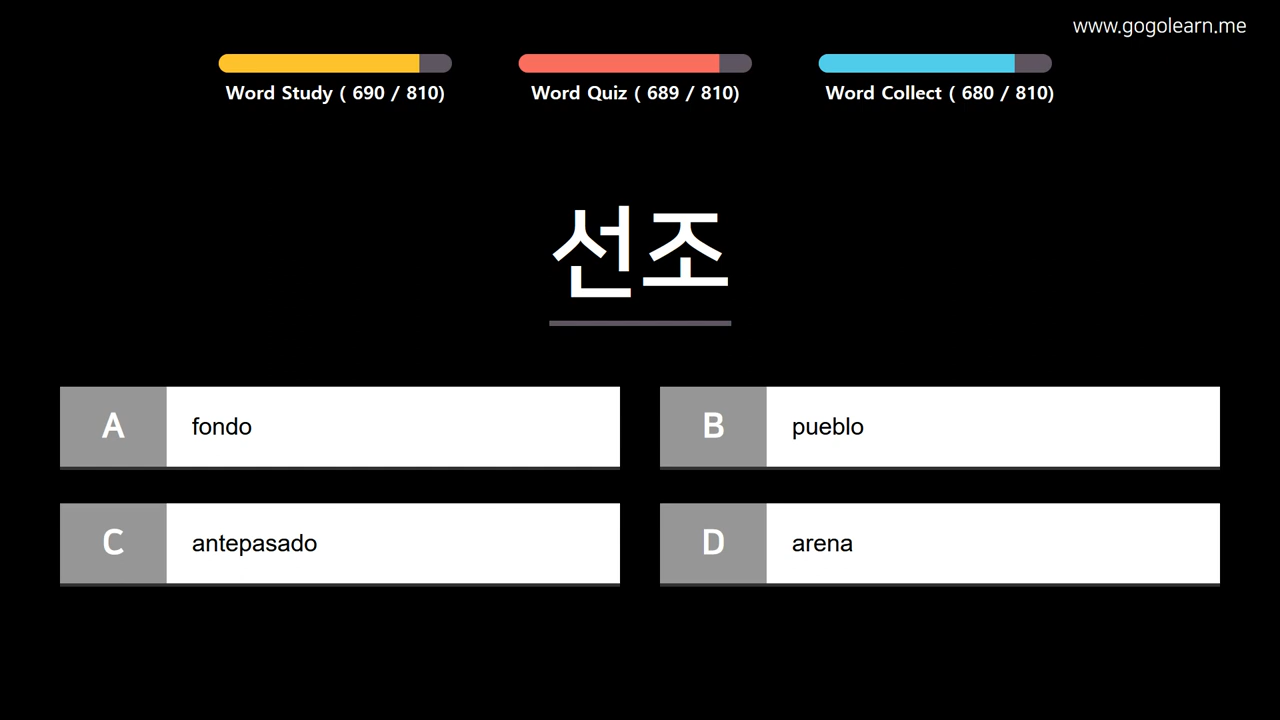 www.gogolearn.me
Word Study ( 690 / 810)
Word Quiz ( 689 / 810)
Word Collect ( 680 / 810)
선조
A fondo
B pueblo
C antepasado
D arena